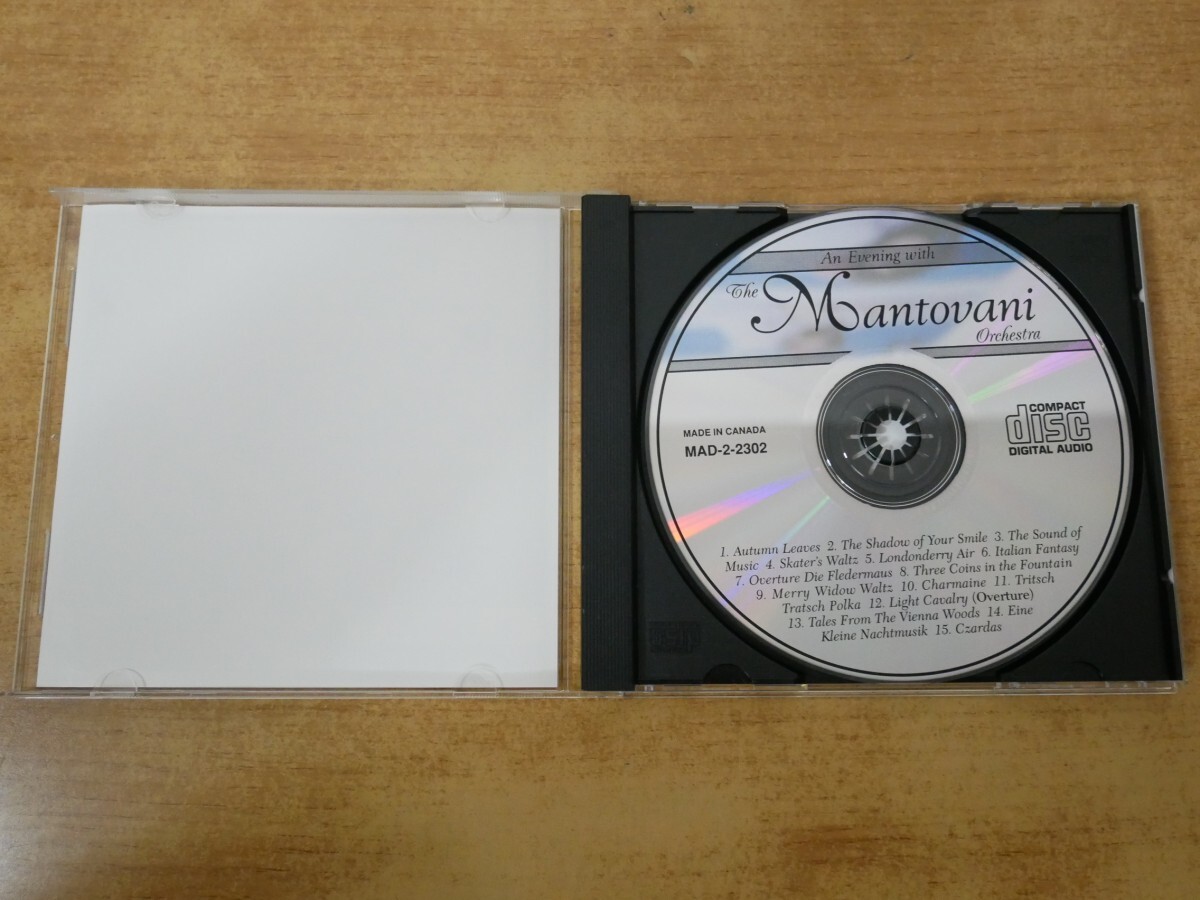 An Evening with
The Mantovani
Orchestra
MADE IN CANADA
MAD-2-2302
COMPACT
disc
DIGITAL AUDIO
1. Autumn Leaves 2. The Shadow of Your Smile 3. The Sound of
Music 4. Skater's Waltz 5. Londonderry Air 6. Italian Fantasy
7. Overture Die Fledermaus 8. Three Coins in the Fountain
9. Merry Widow Waltz 10. Charmaine 11. Tritsch
Tratsch Polka 12. Light Cavalry (Overture)
13. Tales From The Vienna Woods 14. Eine
Kleine Nachtmusik 15. Czardas